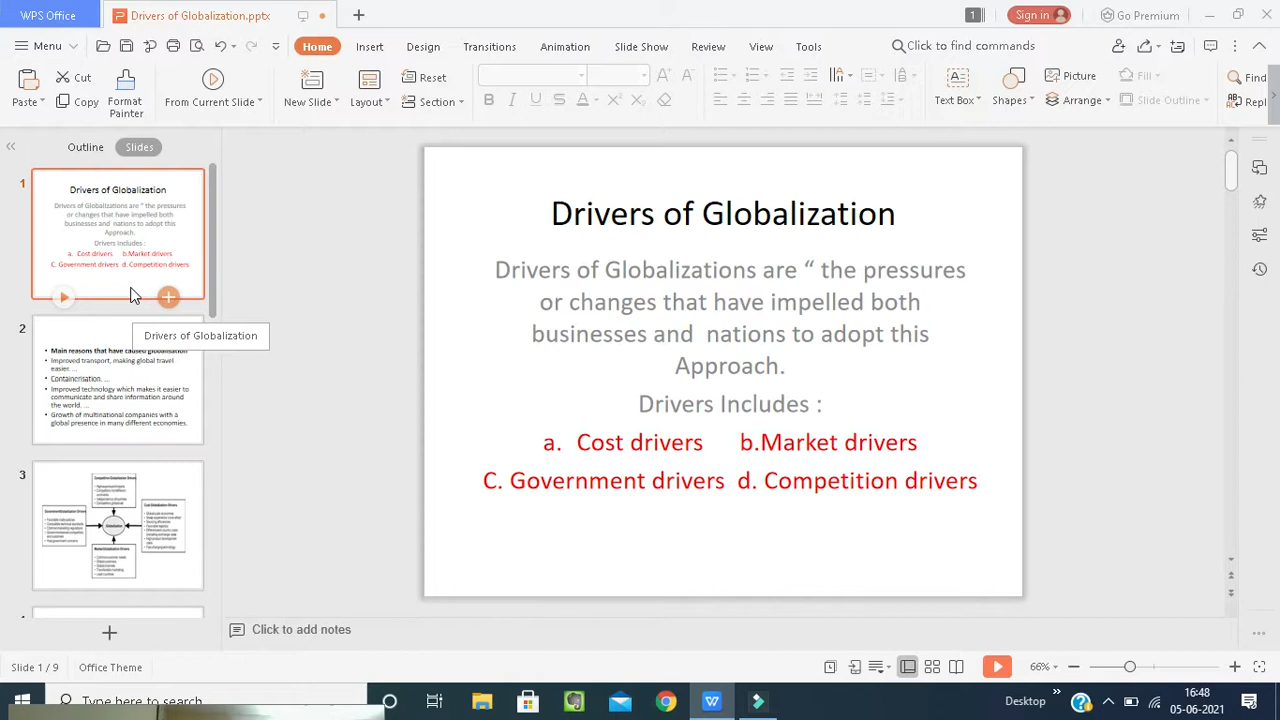 WPS Office
Drivers of Globalization.pptx
1
Sign in
Go Premium
Menu
Home
Insert
Design
Transitions
Animation
Slide Show
Review
View
Tools
Click to find commands
Cut
Format
Painter
From Current Slide
New Slide
Layout
Reset
Section
B I U S A X² X₂
Text Box
Shapes
Picture
Arrange
Fill
Slide Outline
Find
Repl
Outline
Slides
1
Drivers of Globalization
Drivers of Globalizations are “ the pressures
or changes that have impelled both
businesses and nations to adopt this
Approach.
Drivers Includes :
a. Cost drivers b.Market drivers
C. Government drivers d. Competition drivers
Drivers of Globalization
2
Main reasons that have caused globalisation
Improved transport, making global travel
easier. ...
Containerisation. ...
Improved technology which makes it easier to
communicate and share information around
the world. ...
Growth of multinational companies with a
global presence in many different economies.
3
Globalization
Drivers of Globalization
Drivers of Globalizations are “ the pressures
or changes that have impelled both
businesses and nations to adopt this
Approach.
Drivers Includes :
a. Cost drivers b.Market drivers
C. Government drivers d. Competition drivers
Click to add notes
Slide 1 / 9
Office Theme
66%
Type here to search
Desktop
16:48
05-06-2021